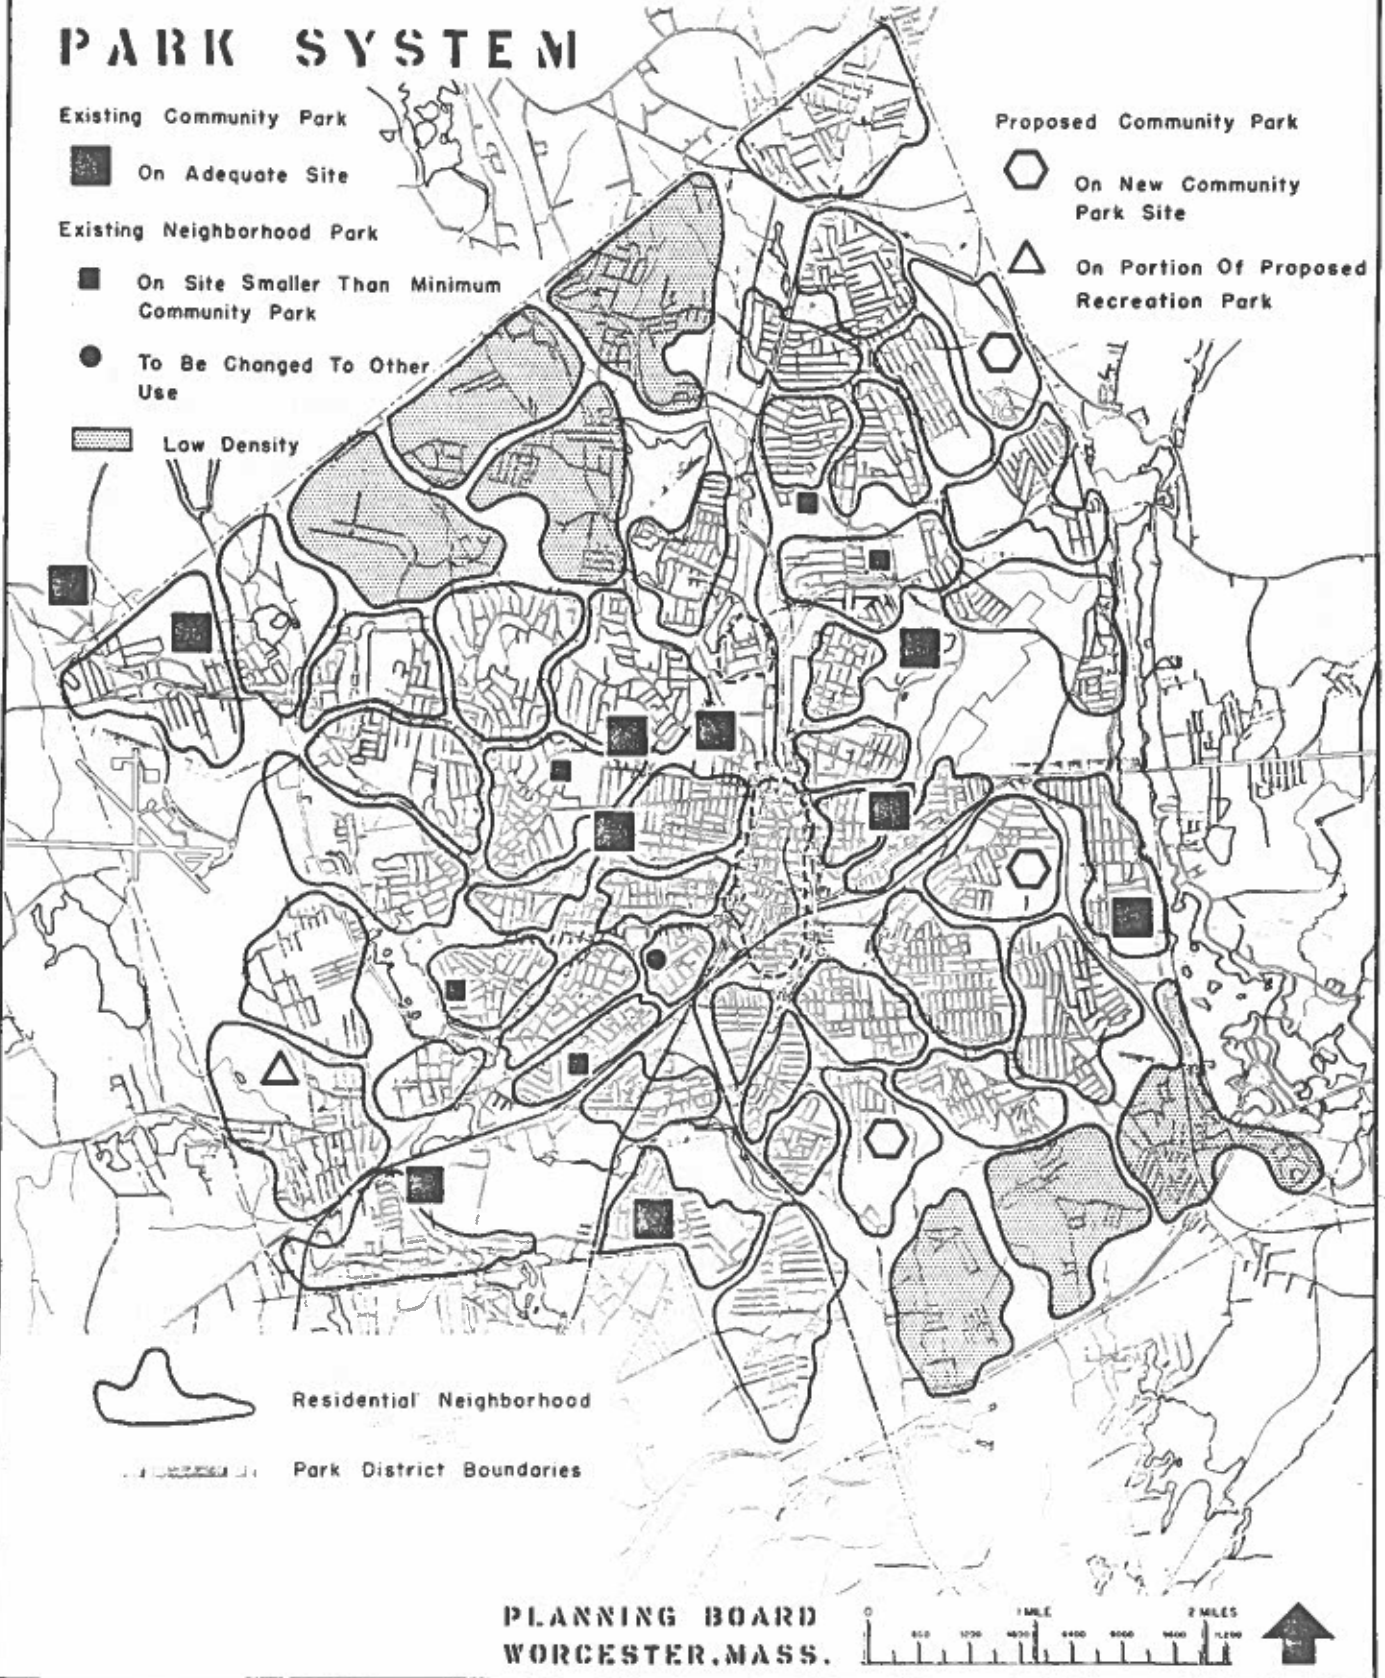 PARK SYSTEM
Existing Community Park
On Adequate Site
Existing Neighborhood Park
On Site Smaller Than Minimum
Community Park
To Be Changed To Other
Use
Low Density
Proposed Community Park
On New Community
Park Site
On Portion Of Proposed
Recreation Park
Residential Neighborhood
Park District Boundaries
PLANNING BOARD
WORCESTER, MASS.
0 1 MILE 2 MILES